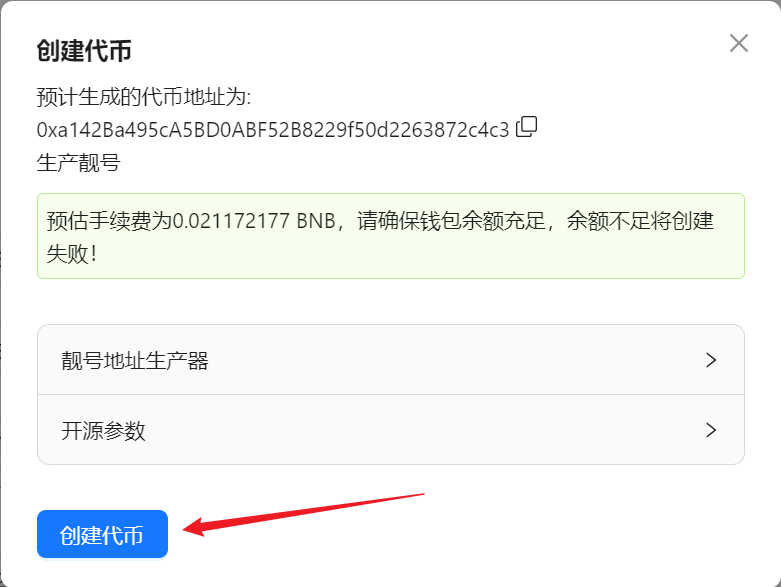 创建代币
预计生成的代币地址为:
0xa142Ba495cA5BD0ABF52B8229f50d2263872c4c3
生产靓号
预估手续费为0.021172177 BNB，请确保钱包余额充足，余额不足将创建
失败！
靓号地址生产器
开源参数
创建代币